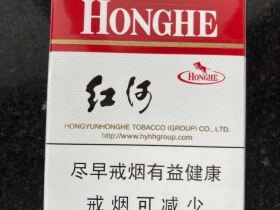 HONGHE
HONGHE
红河
HONGYUNHONGHE TOBACCO (GROUP) CO., LTD.
http://www.hyhhgroup.com
尽早戒烟有益健康
戒烟可减少